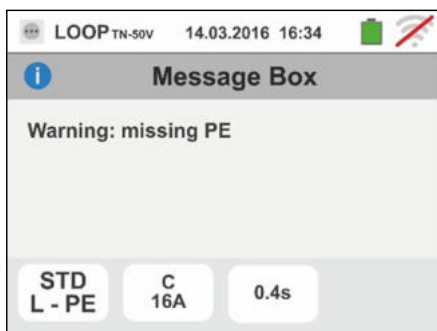 LOOP TN-50V 14.03.2016 16:34
i Message Box
Warning: missing PE
STD C 0.4s
L - PE 16A